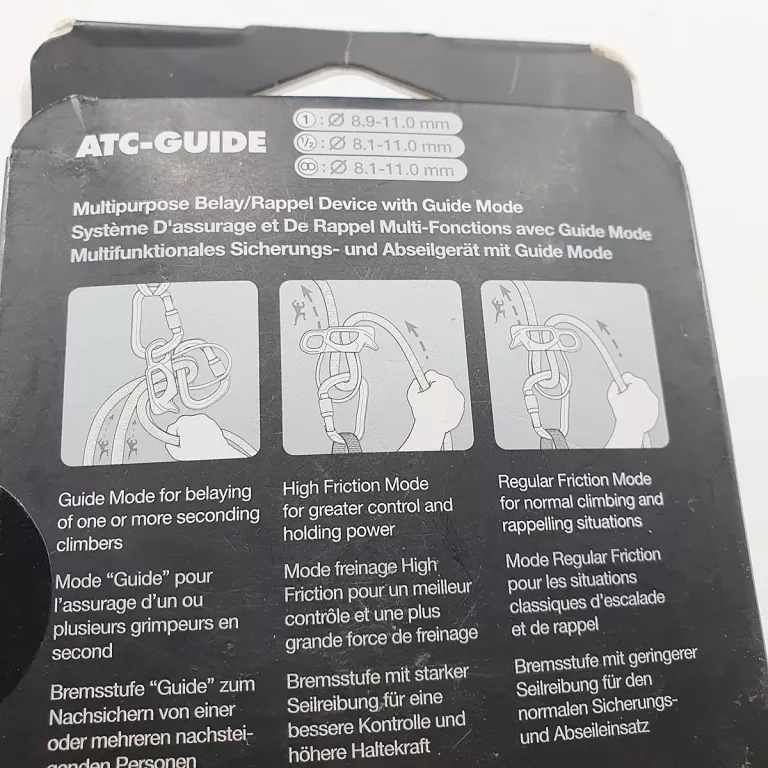 ATC-GUIDE
1 : Ø 8.9-11.0 mm
½ : Ø 8.1-11.0 mm
∞ : Ø 8.1-11.0 mm
Multipurpose Belay/Rappel Device with Guide Mode
Système D'assurage et De Rappel Multi-Fonctions avec Guide Mode
Multifunktionales Sicherungs- und Abseilgerät mit Guide Mode
Guide Mode for belaying
of one or more seconding
climbers
Mode “Guide” pour
l'assurage d'un ou
plusieurs grimpeurs en
second
Bremsstufe “Guide” zum
Nachsichern von einer
oder mehreren nachstei-
genden Personen
High Friction Mode
for greater control and
holding power
Mode freinage High
Friction pour un meilleur
contrôle et une plus
grande force de freinage
Bremsstufe mit starker
Seilreibung für eine
bessere Kontrolle und
höhere Haltekraft
Regular Friction Mode
for normal climbing and
rappelling situations
Mode Regular Friction
pour les situations
classiques d'escalade
et de rappel
Bremsstufe mit geringerer
Seilreibung für den
normalen Sicherungs-
und Abseileinsatz